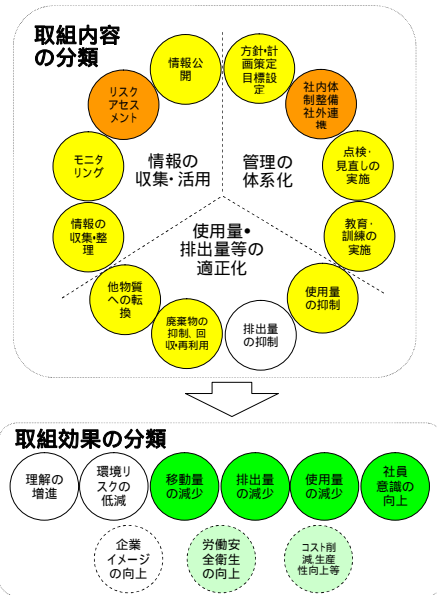 取組内容
の分類
情報公
開
方針・計
画策定
目標設
定
リスク
アセス
メント
社内体
制整備
社外連
携
モニタ
リング
情報の
収集・活用
管理の
体系化
点検・
見直しの
実施
情報の
収集・整
理
使用量・
排出量等の
適正化
教育・
訓練の
実施
他物質
への転
換
廃棄物の
抑制、回
収・再利用
排出量
の抑制
使用量
の抑制
取組効果の分類
理解の
増進
環境リ
スクの
低減
移動量
の減少
排出量
の減少
使用量
の減少
社員
意識の
向上
企業
イメージ
の向上
労働安
全衛生
の向上
コスト削
減、生産
性向上等